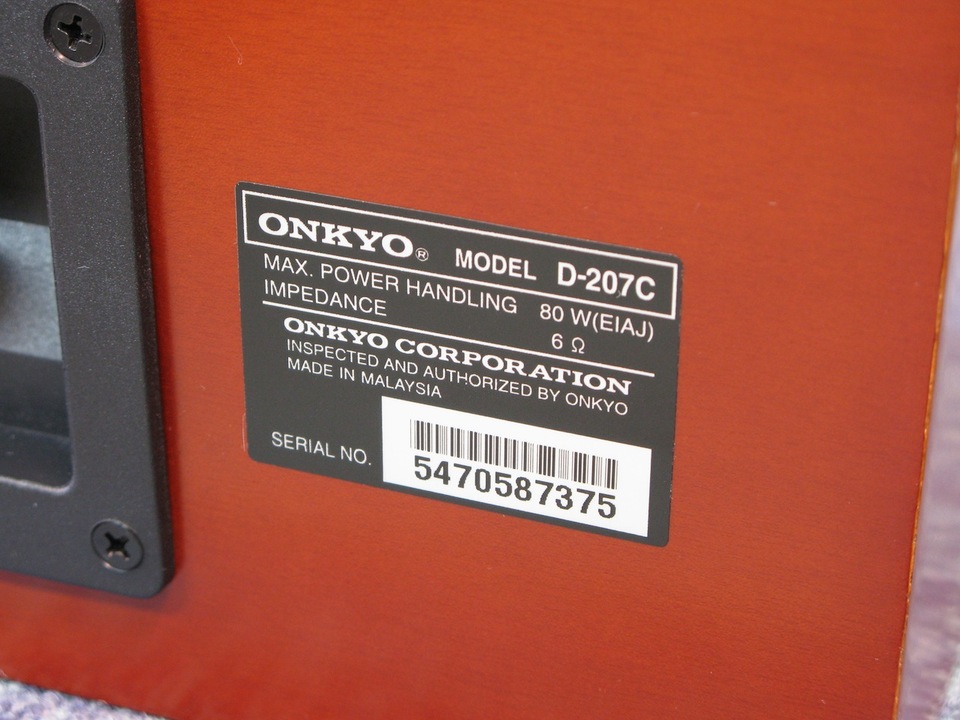 ONKYO® MODEL D-207C
MAX. POWER HANDLING 80 W(EIAJ)
IMPEDANCE 6 Ω
ONKYO CORPORATION
INSPECTED AND AUTHORIZED BY ONKYO
MADE IN MALAYSIA
SERIAL NO. 5470587375